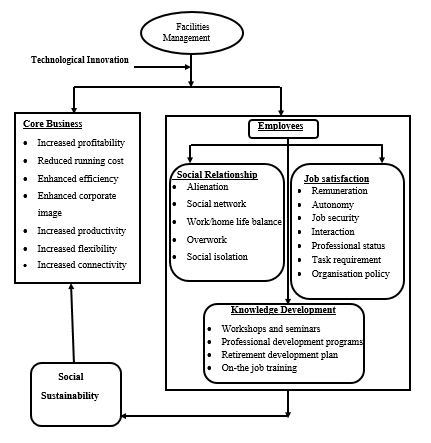 Facilities
Management
Technological Innovation
Core Business
Increased profitability
Reduced running cost
Enhanced efficiency
Enhanced corporate
image
Increased productivity
Increased flexibility
Increased connectivity
Employees
Social Relationship
Alienation
Social network
Work/home life balance
Overwork
Social isolation
Job satisfaction
Remuneration
Autonomy
Job security
Interaction
Professional status
Task requirement
Organisation policy
Knowledge Development
Workshops and seminars
Professional development programs
Retirement development plan
On-the job training
Social
Sustainability